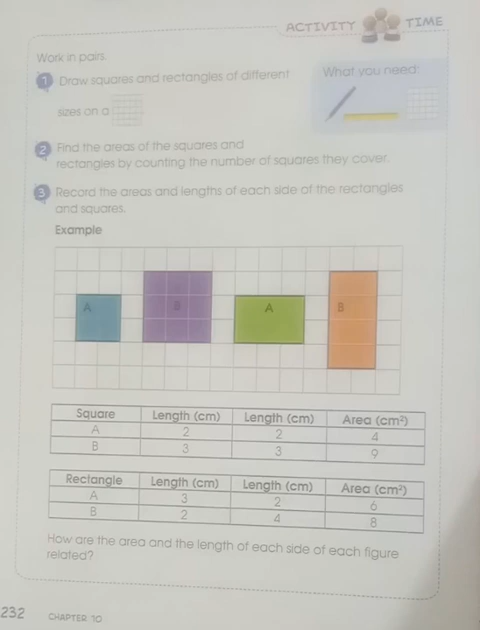 ACTIVITY TIME
Work in pairs.
What you need:
1 Draw squares and rectangles of different
sizes on a
2 Find the areas of the squares and
rectangles by counting the number of squares they cover.
3 Record the areas and lengths of each side of the rectangles
and squares.
Example
A B A B
Square Length (cm) Length (cm) Area (cm²)
A 2 2 4
B 3 3 9
Rectangle Length (cm) Length (cm) Area (cm²)
A 3 2 6
B 2 4 8
How are the area and the length of each side of each figure
related?
232 CHAPTER 10